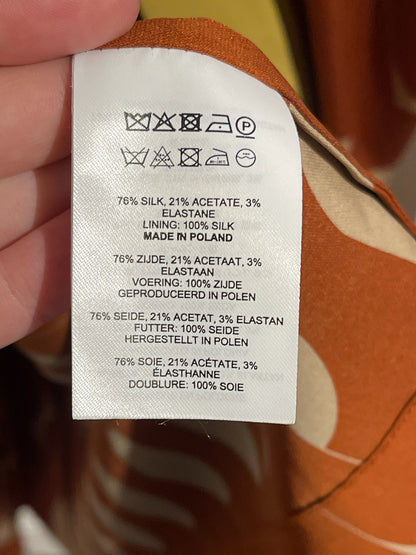 P
76% SILK, 21% ACETATE, 3%
ELASTANE
LINING: 100% SILK
MADE IN POLAND
76% ZIJDE, 21% ACETAAT, 3%
ELASTAAN
VOERING: 100% ZIJDE
GEPRODUCEERD IN POLEN
76% SEIDE, 21% ACETAT, 3% ELASTAN
FUTTER: 100% SEIDE
HERGESTELLT IN POLEN
76% SOIE, 21% ACÉTATE, 3%
ÉLASTHANNE
DOUBLURE: 100% SOIE